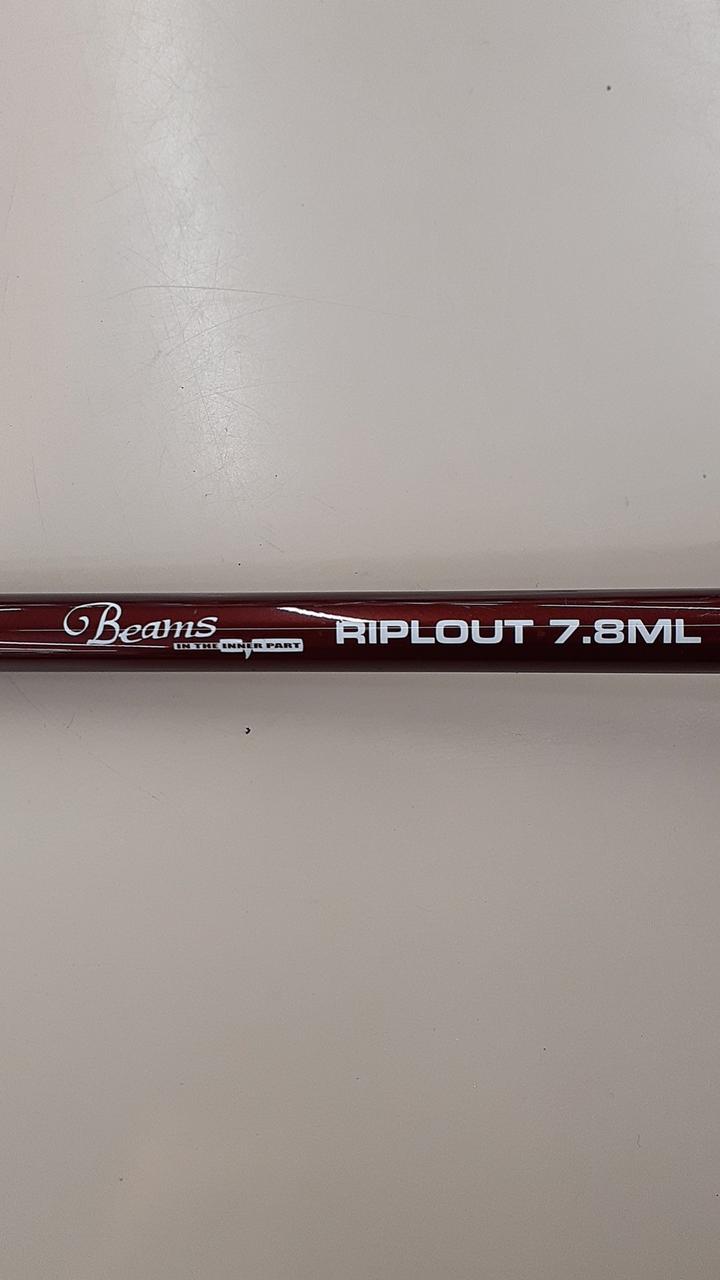 Beams
IN THE INNER PART
RIPLOUT 7.8ML